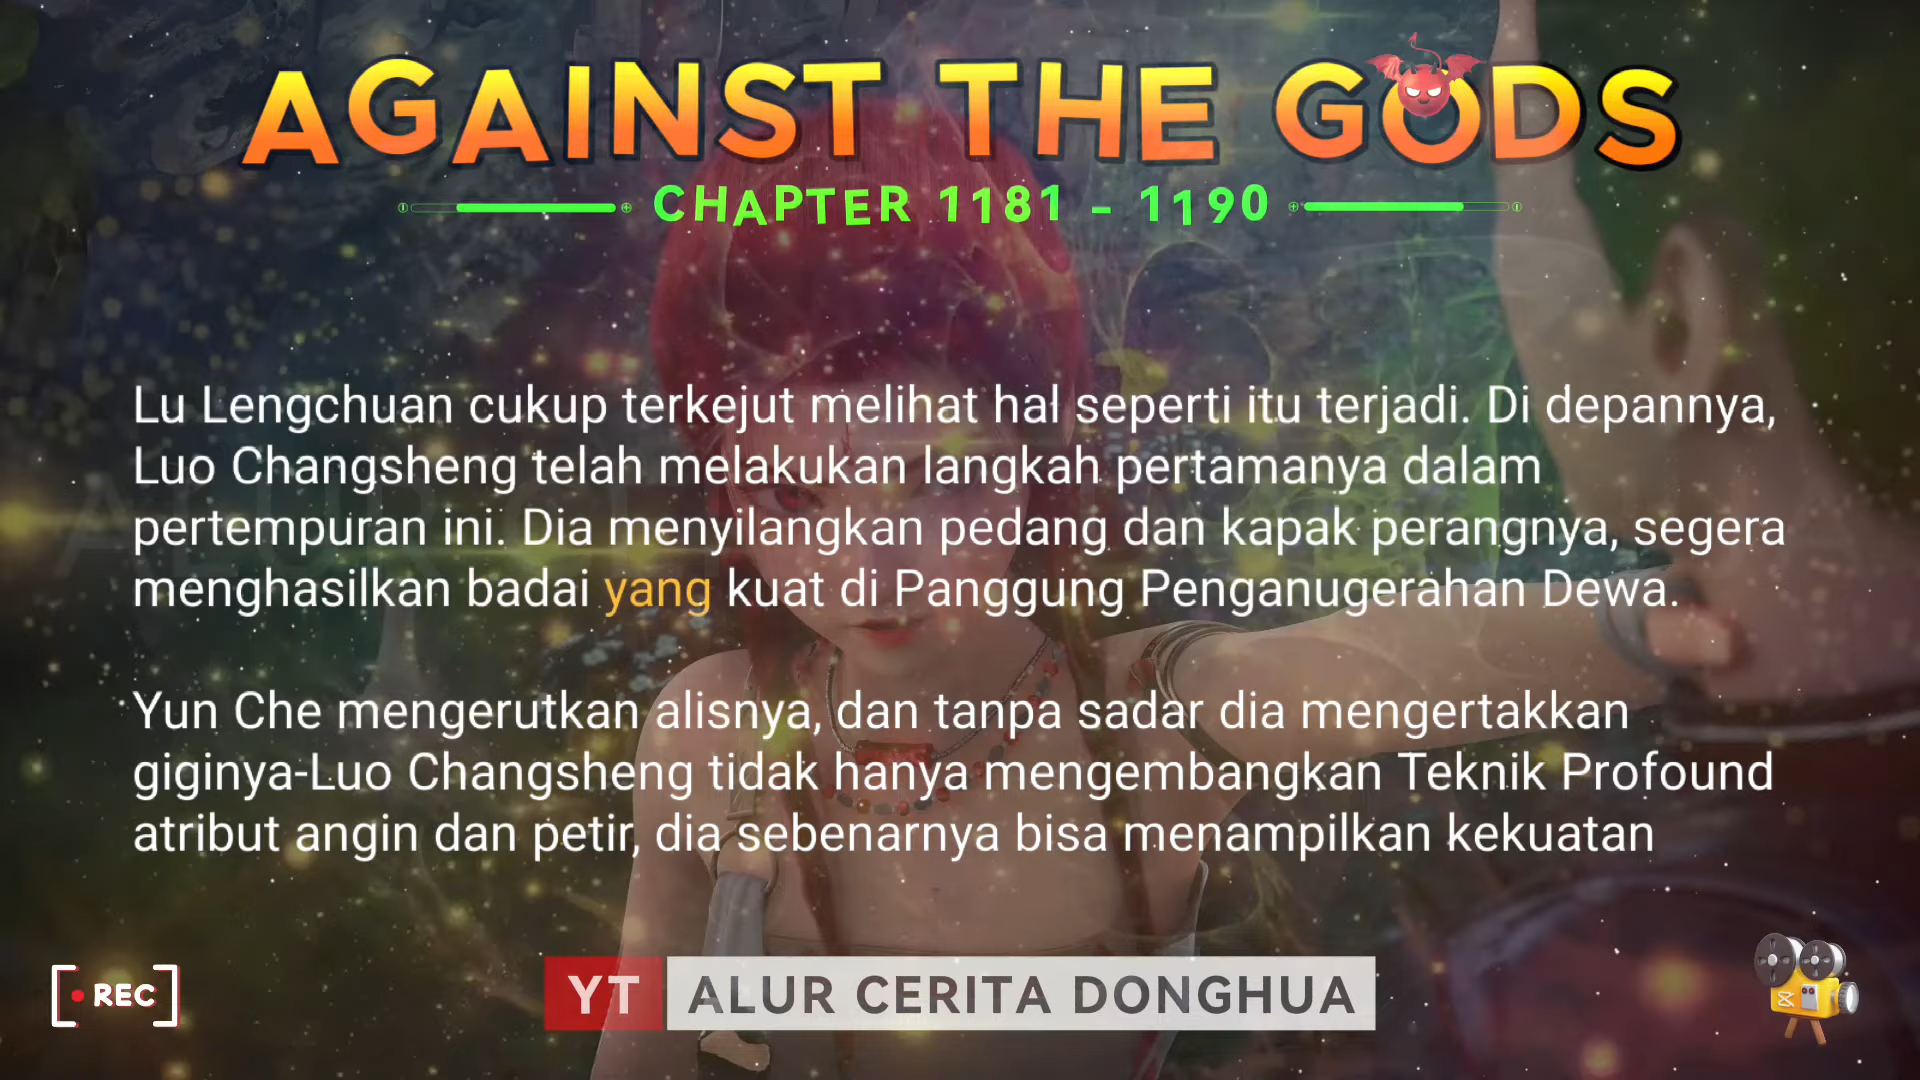 AGAINST THE GODS
CHAPTER 1181 - 1190
Lu Lengchuan cukup terkejut melihat hal seperti itu terjadi. Di depannya,
Luo Changsheng telah melakukan langkah pertamanya dalam
pertempuran ini. Dia menyilangkan pedang dan kapak perangnya, segera
menghasilkan badai yang kuat di Panggung Penganugerahan Dewa.
Yun Che mengerutkan alisnya, dan tanpa sadar dia mengertakkan
giginya-Luo Changsheng tidak hanya mengembangkan Teknik Profound
atribut angin dan petir, dia sebenarnya bisa menampilkan kekuatan
REC
YT ALUR CERITA DONGHUA